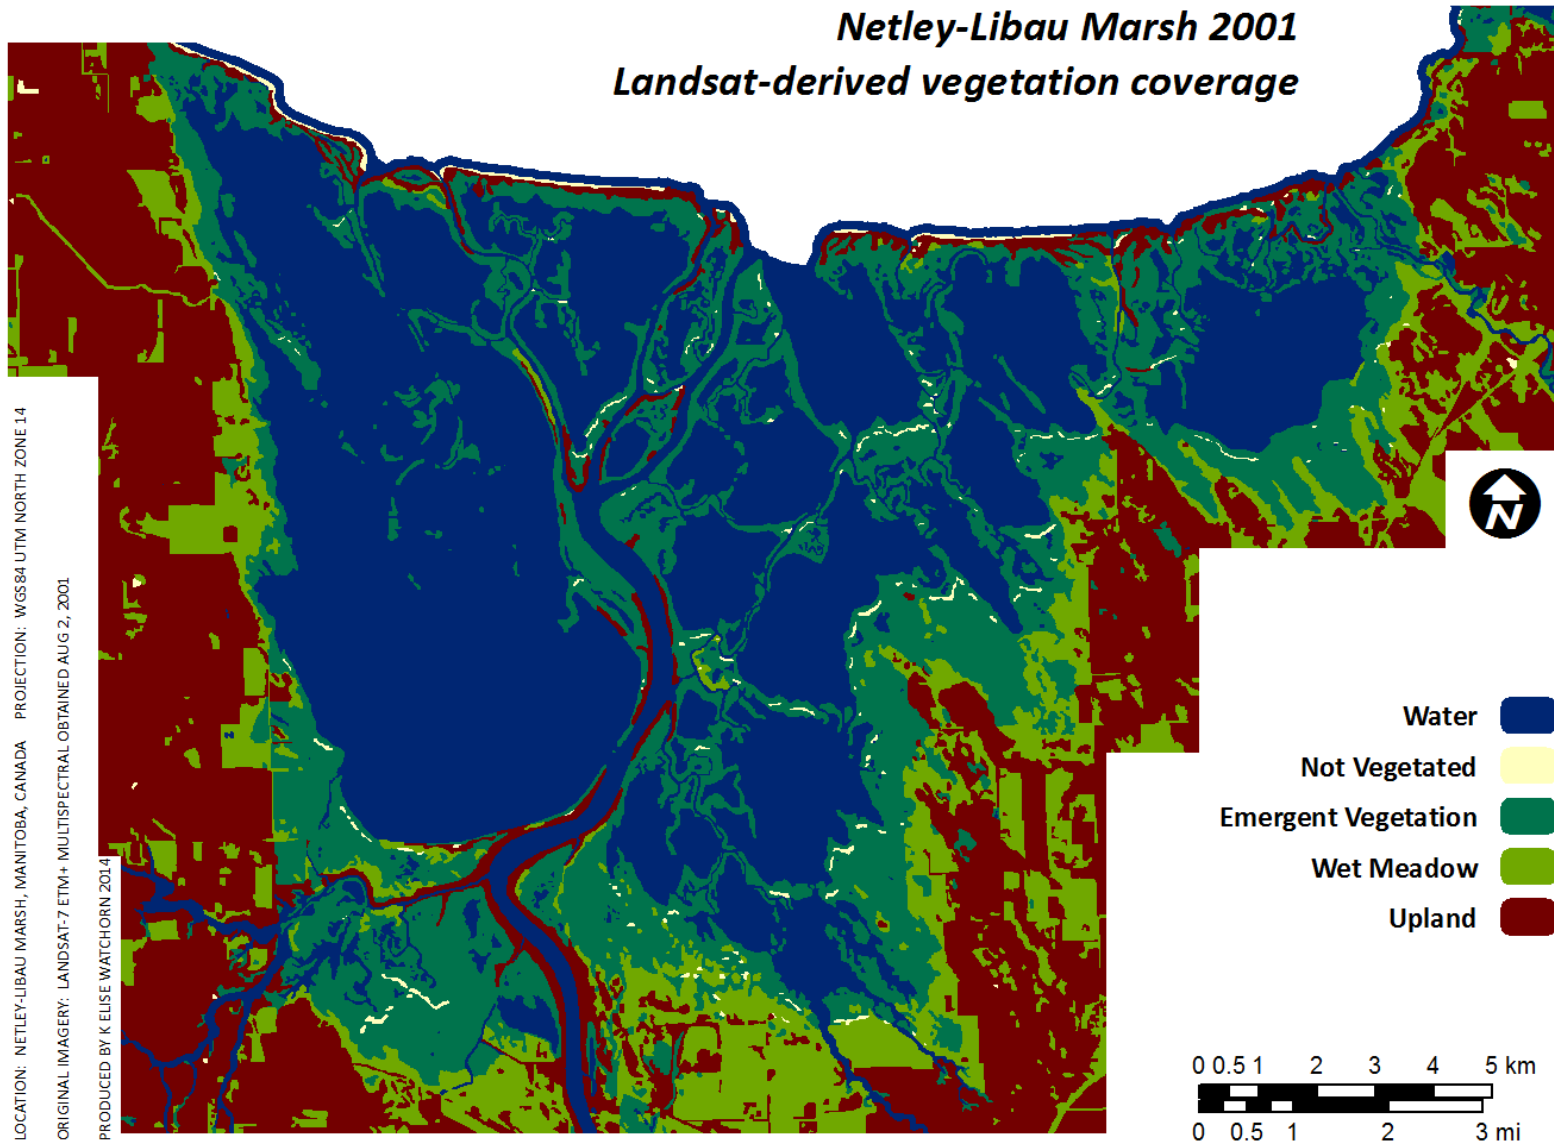 Netley-Libau Marsh 2001
Landsat-derived vegetation coverage
LOCATION: NETLEY-LIBAU MARSH, MANITOBA, CANADA PROJECTION: WGS84 UTM NORTH ZONE 14
ORIGINAL IMAGERY: LANDSAT-7 ETM+ MULTISPECTRAL OBTAINED AUG 2, 2001
PRODUCED BY K ELISE WATCHORN 2014
N
Water
Not Vegetated
Emergent Vegetation
Wet Meadow
Upland
0 0.5 1 2 3 4 5 km
0 0.5 1 2 3 mi